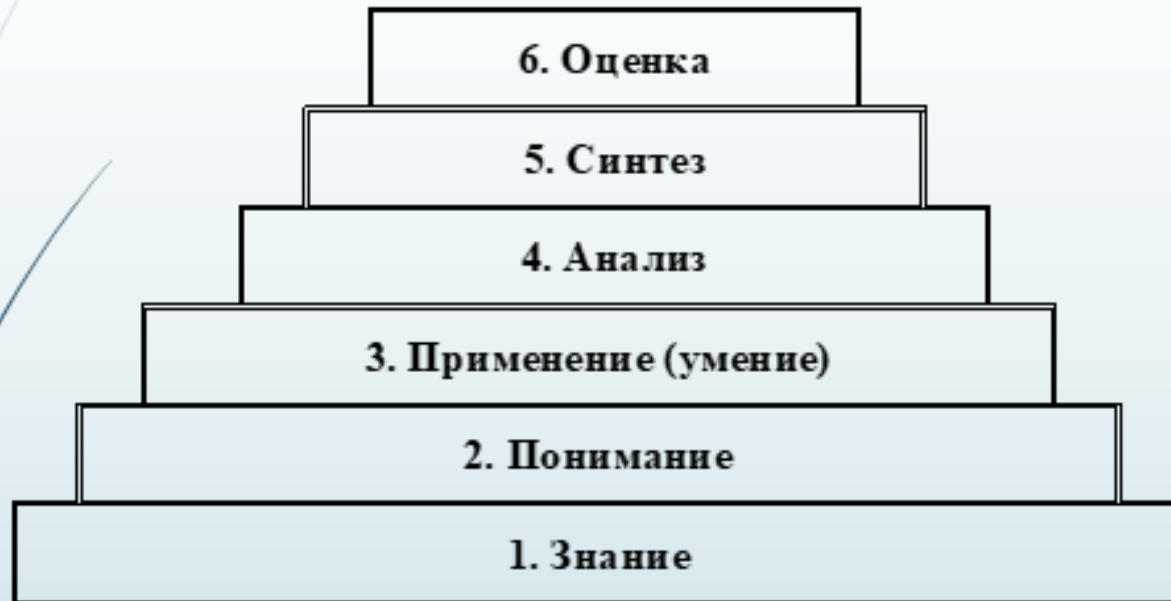 6. Оценка
5. Синтез
4. Анализ
3. Применение (умение)
2. Понимание
1. Знание